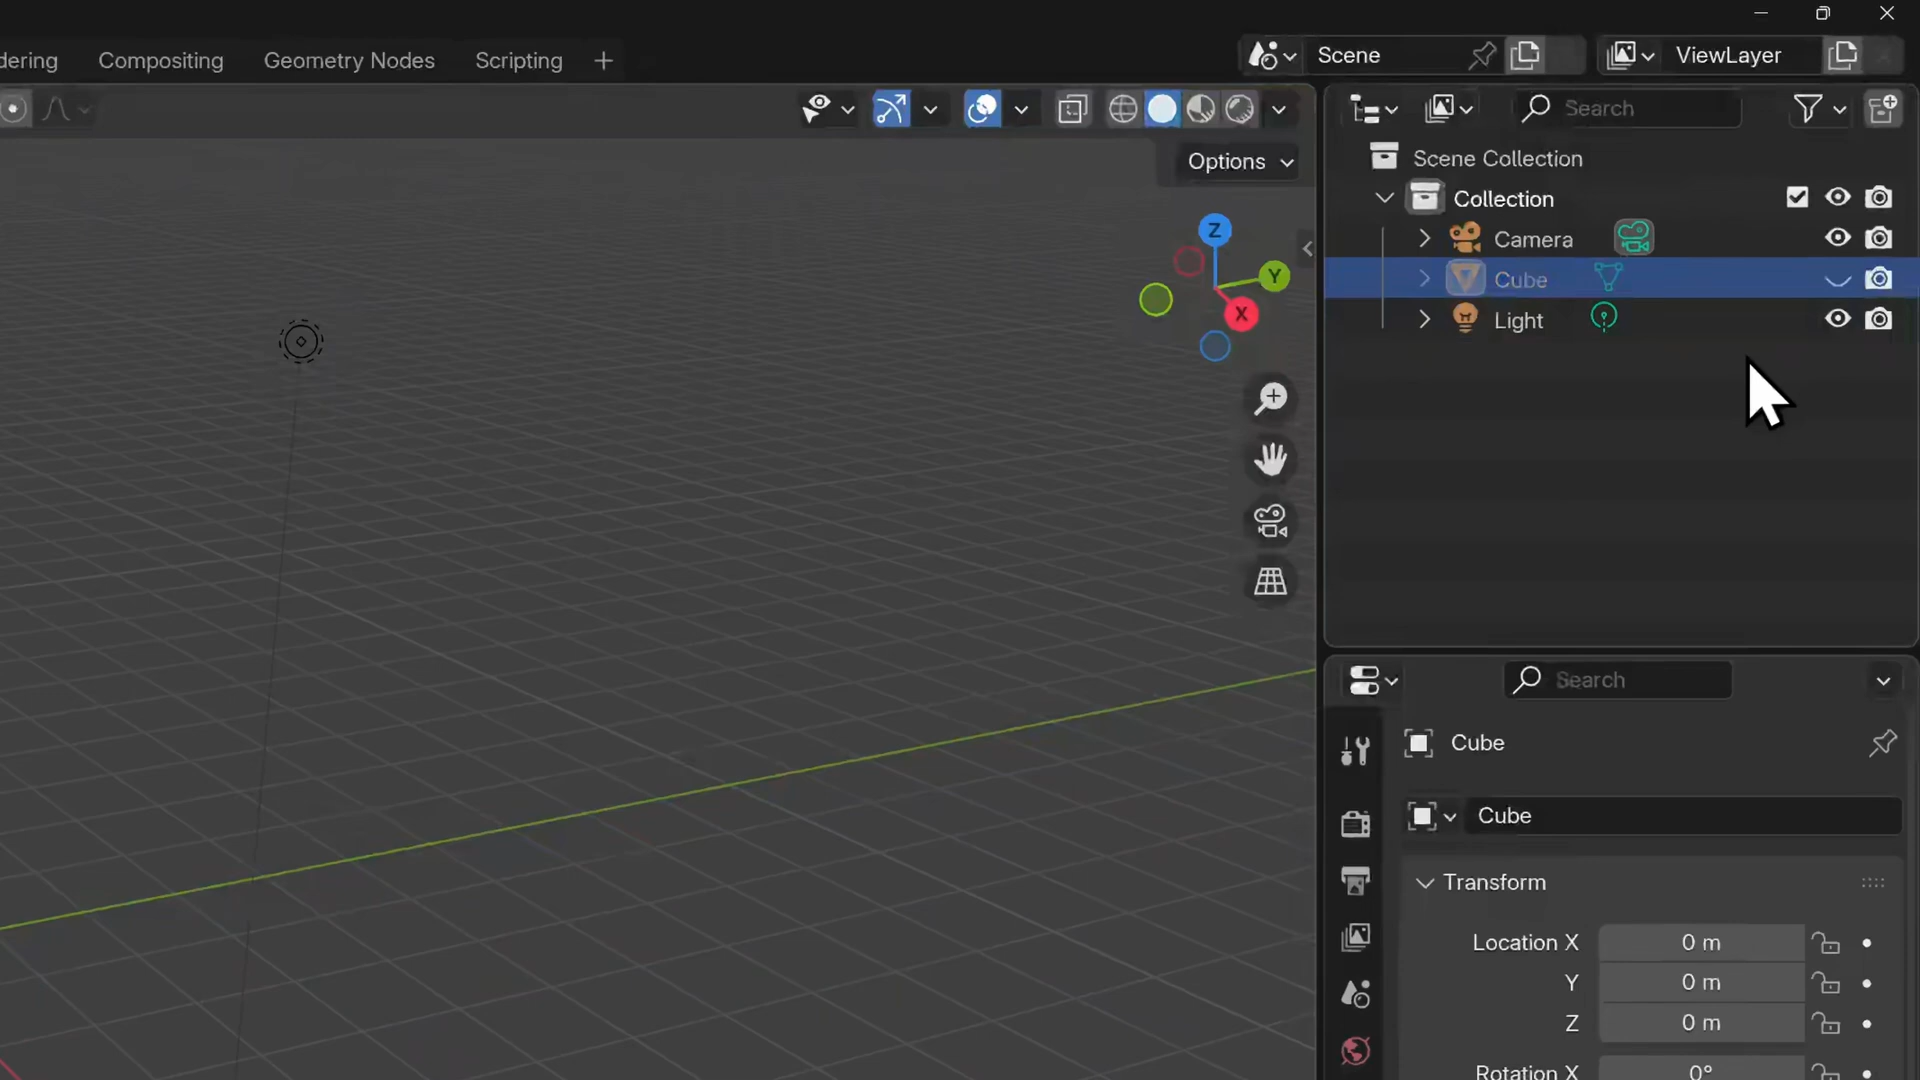 dering Compositing Geometry Nodes Scripting
Scene
ViewLayer
Search
Options
Scene Collection
Collection
Camera
Cube
Light
Z
Y
X
Search
Cube
Cube
Transform
Location X 0 m
Y 0 m
Z 0 m
Rotation X 0°